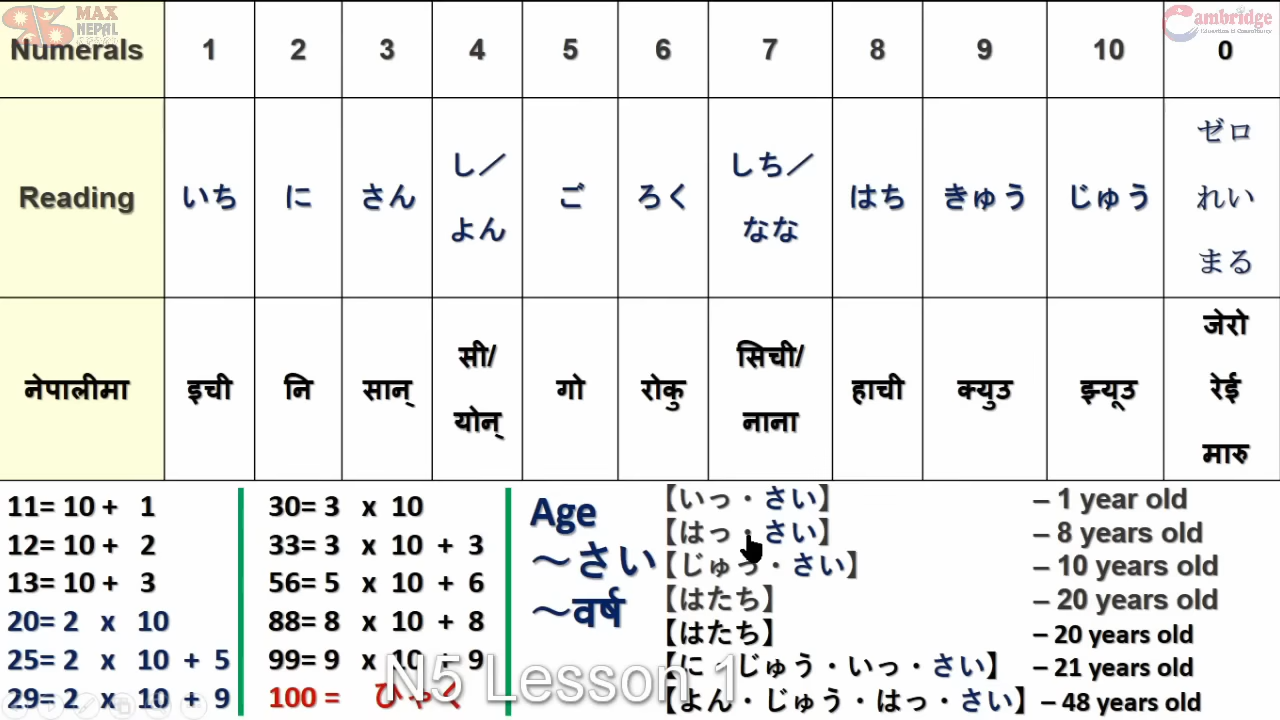 MAX
NEPAL
Cambridge
Education & Consultancy
Numerals 1 2 3 4 5 6 7 8 9 10 0
Reading いち に さん し／よん ご ろく しち／なな はち きゅう じゅう ゼロ れい まる
नेपालीमा इची नि सान् सी/योन् गो रोकु सिची/नाना हाची क्युउ झ्यूउ जेरो रेई मारु
11= 10 + 1
12= 10 + 2
13= 10 + 3
20= 2 x 10
25= 2 x 10 + 5
29= 2 x 10 + 9
30= 3 x 10
33= 3 x 10 + 3
56= 5 x 10 + 6
88= 8 x 10 + 8
99= 9 x 10 + 9
100 = ひゃく
Age
～さい
～वर्ष
【いっ・さい】 – 1 year old
【はっ・さい】 – 8 years old
【じゅっ・さい】 – 10 years old
【はたち】 – 20 years old
【はたち】 – 20 years old
【に・じゅう・いっ・さい】 – 21 years old
【よん・じゅう・はっ・さい】 – 48 years old
N5 Lesson 1